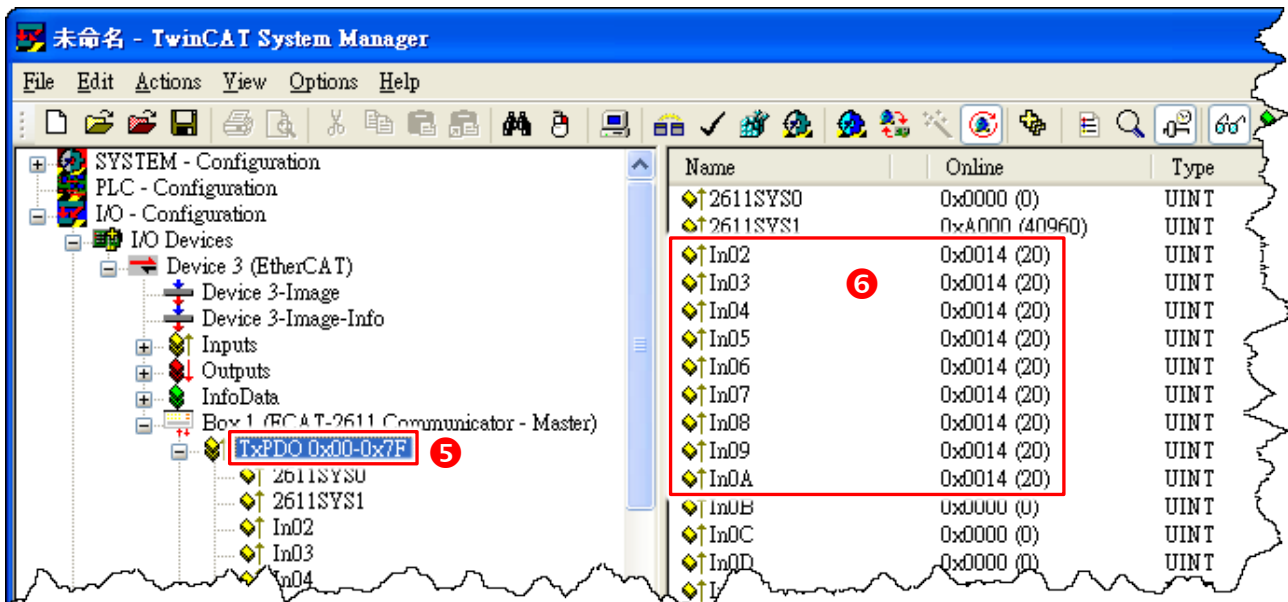 未命名 - TwinCAT System Manager
File Edit Actions View Options Help
SYSTEM - Configuration
PLC - Configuration
I/O - Configuration
I/O Devices
Device 3 (EtherCAT)
Device 3-Image
Device 3-Image-Info
Inputs
Outputs
InfoData
Box 1 (ECAT-2611 Communicator - Master)
TxPDO 0x00-0x7F
5
2611SYS0
2611SYS1
In02
In03
In04
Name Online Type
2611SYS0 0x0000 (0) UINT
2611SYS1 0xA000 (40960) UINT
In02 0x0014 (20) UINT
In03 0x0014 (20) UINT
6
In04 0x0014 (20) UINT
In05 0x0014 (20) UINT
In06 0x0014 (20) UINT
In07 0x0014 (20) UINT
In08 0x0014 (20) UINT
In09 0x0014 (20) UINT
In0A 0x0014 (20) UINT
In0B 0x0000 (0) UINT
In0C 0x0000 (0) UINT
In0D 0x0000 (0) UINT